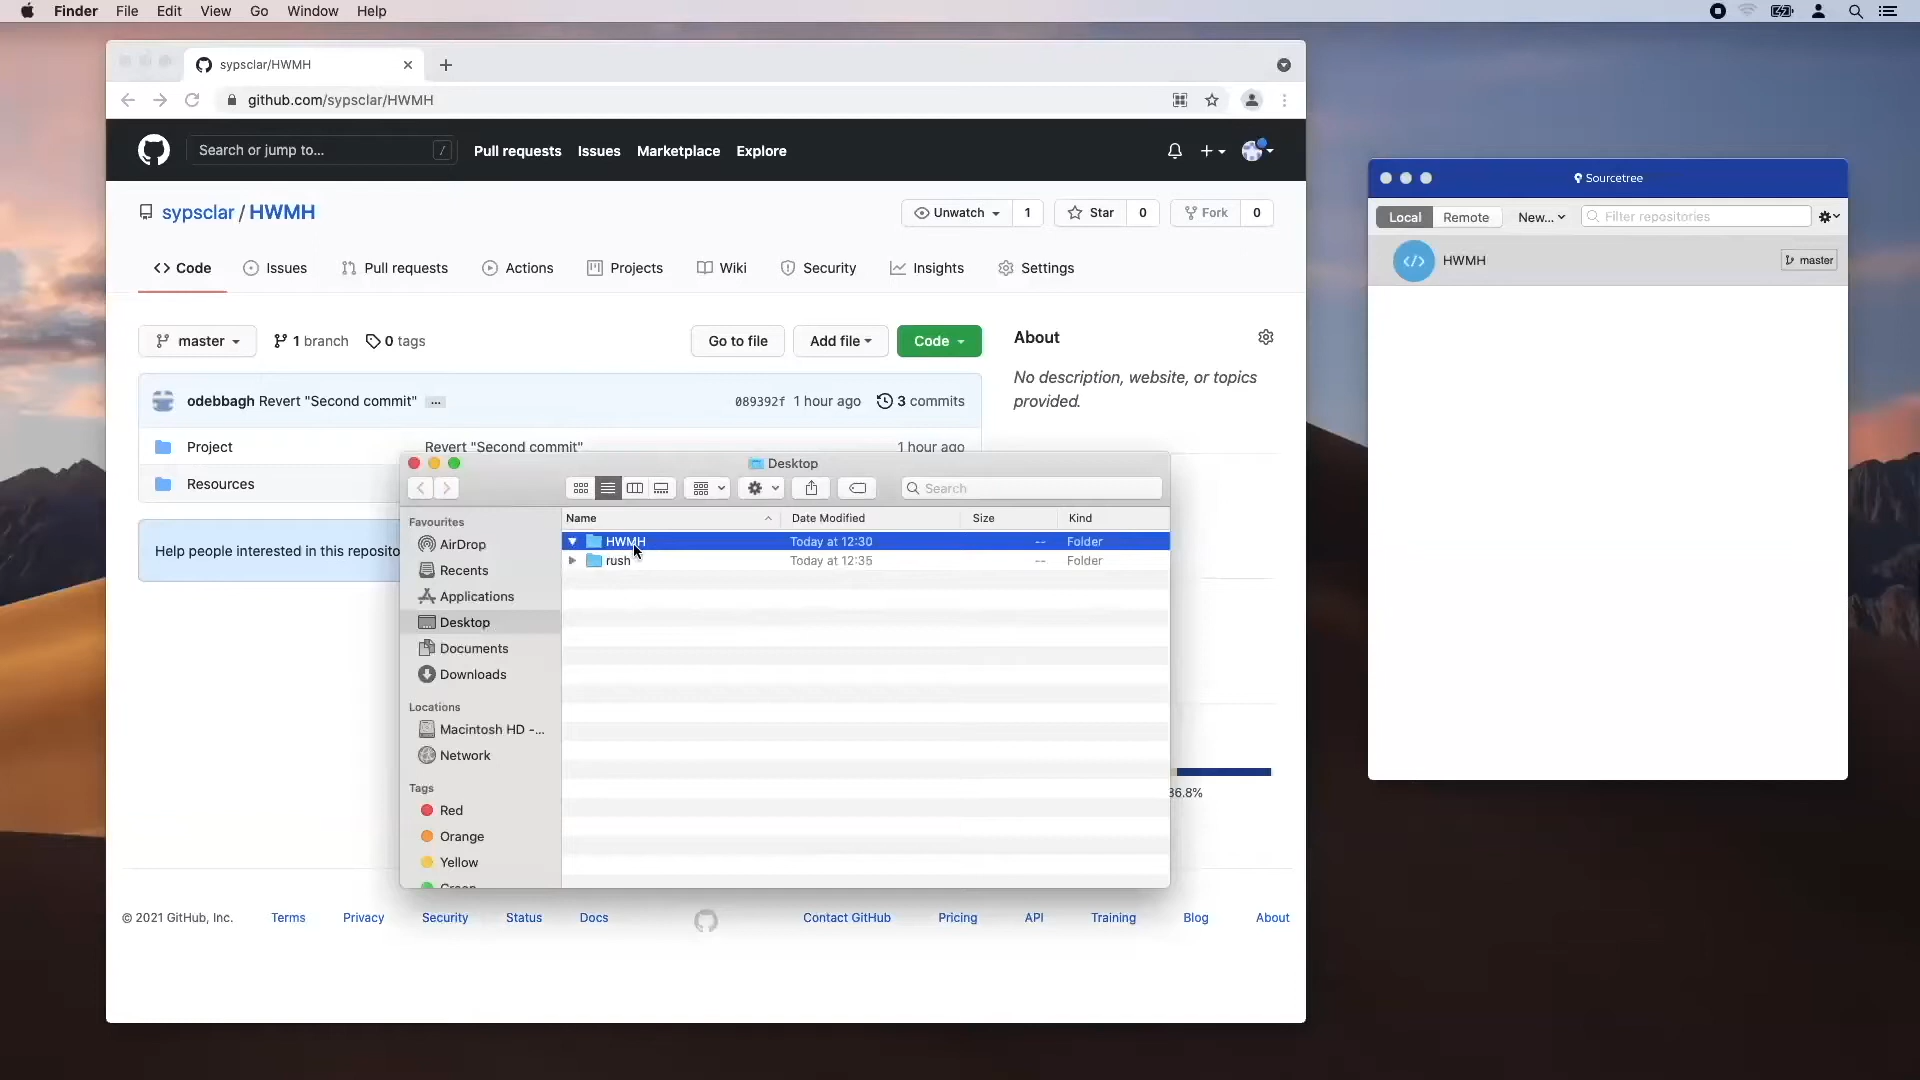 Finder File Edit View Go Window Help
sypsclar/HWMH
github.com/sypsclar/HWMH
Search or jump to... / Pull requests Issues Marketplace Explore
sypsclar / HWMH
Unwatch 1 Star 0 Fork 0
<> Code Issues Pull requests Actions Projects Wiki Security Insights Settings
master 1 branch 0 tags Go to file Add file Code
odebbagh Revert "Second commit" ... 089392f 1 hour ago 3 commits
Project Revert "Second commit" 1 hour ago
Resources
Help people interested in this reposito
About
No description, website, or topics
provided.
36.8%
Desktop
Search
Favourites
AirDrop
Recents
Applications
Desktop
Documents
Downloads
Locations
Macintosh HD -...
Network
Tags
Red
Orange
Yellow
Green
Name Date Modified Size Kind
HWMH Today at 12:30 -- Folder
rush Today at 12:35 -- Folder
© 2021 GitHub, Inc. Terms Privacy Security Status Docs Contact GitHub Pricing API Training Blog About
Sourcetree
Local Remote New... Filter repositories
</> HWMH master